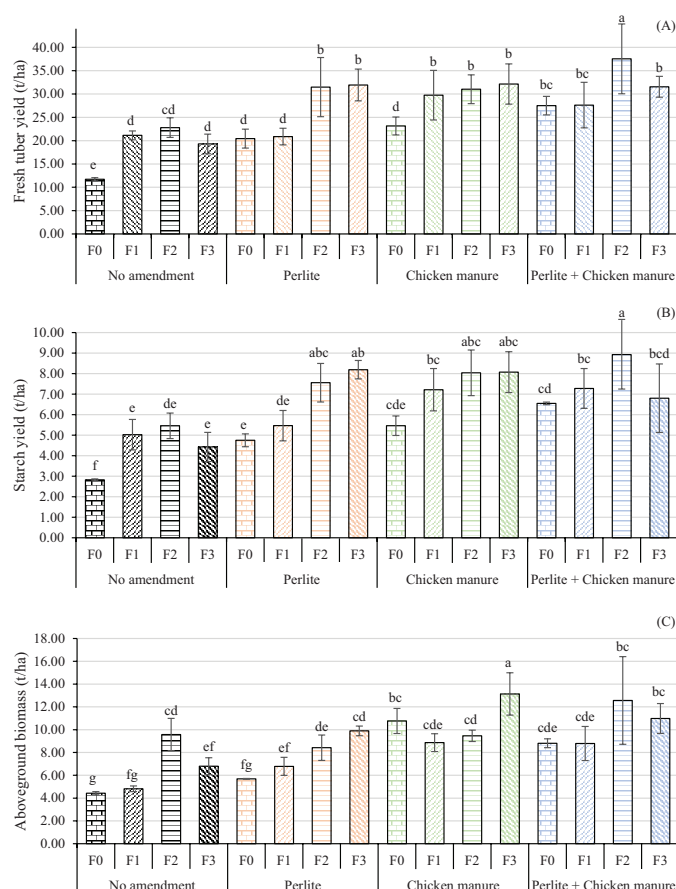 (A)
Fresh tuber yield (t/ha)
40.00
35.00
30.00
25.00
20.00
15.00
10.00
5.00
0.00
e d cd d d d b b d b b b bc bc a b
F0 F1 F2 F3 F0 F1 F2 F3 F0 F1 F2 F3 F0 F1 F2 F3
No amendment Perlite Chicken manure Perlite + Chicken manure
(B)
Starch yield (t/ha)
10.00
9.00
8.00
7.00
6.00
5.00
4.00
3.00
2.00
1.00
0.00
f e de e e de abc ab cde bc abc abc cd bc a bcd
F0 F1 F2 F3 F0 F1 F2 F3 F0 F1 F2 F3 F0 F1 F2 F3
No amendment Perlite Chicken manure Perlite + Chicken manure
(C)
Aboveground biomass (t/ha)
18.00
16.00
14.00
12.00
10.00
8.00
6.00
4.00
2.00
0.00
g fg cd ef fg ef de cd bc cde cd a cde cde bc bc
F0 F1 F2 F3 F0 F1 F2 F3 F0 F1 F2 F3 F0 F1 F2 F3
No amendment Perlite Chicken manure Perlite + Chicken manure